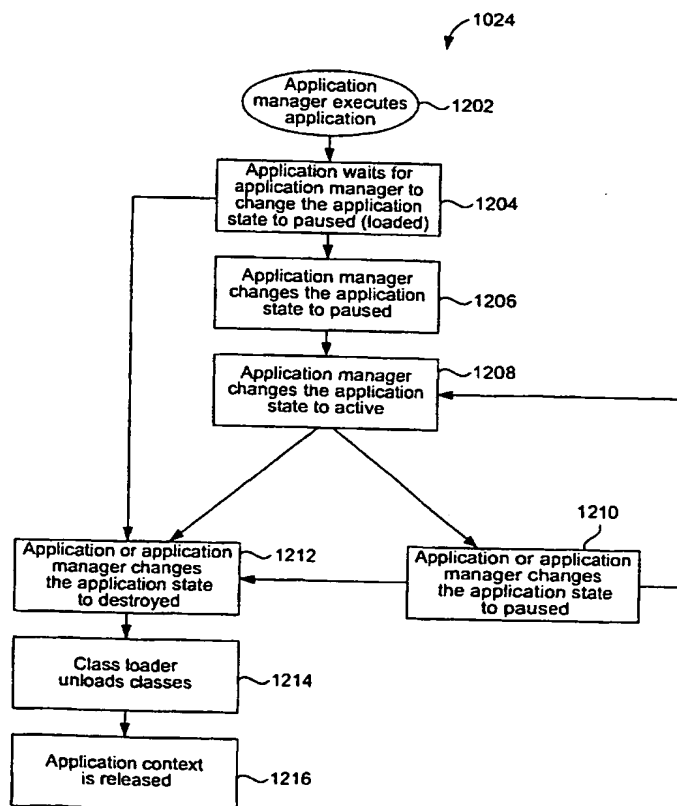 1024
Application
manager executes
application
1202
Application waits for
application manager to
change the application
state to paused (loaded)
1204
Application manager
changes the application
state to paused
1206
Application manager
changes the application
state to active
1208
1210
Application or application
manager changes
the application state
to destroyed
1212
Application or application
manager changes
the application state
to paused
Class loader
unloads classes
1214
Application context
is released
1216